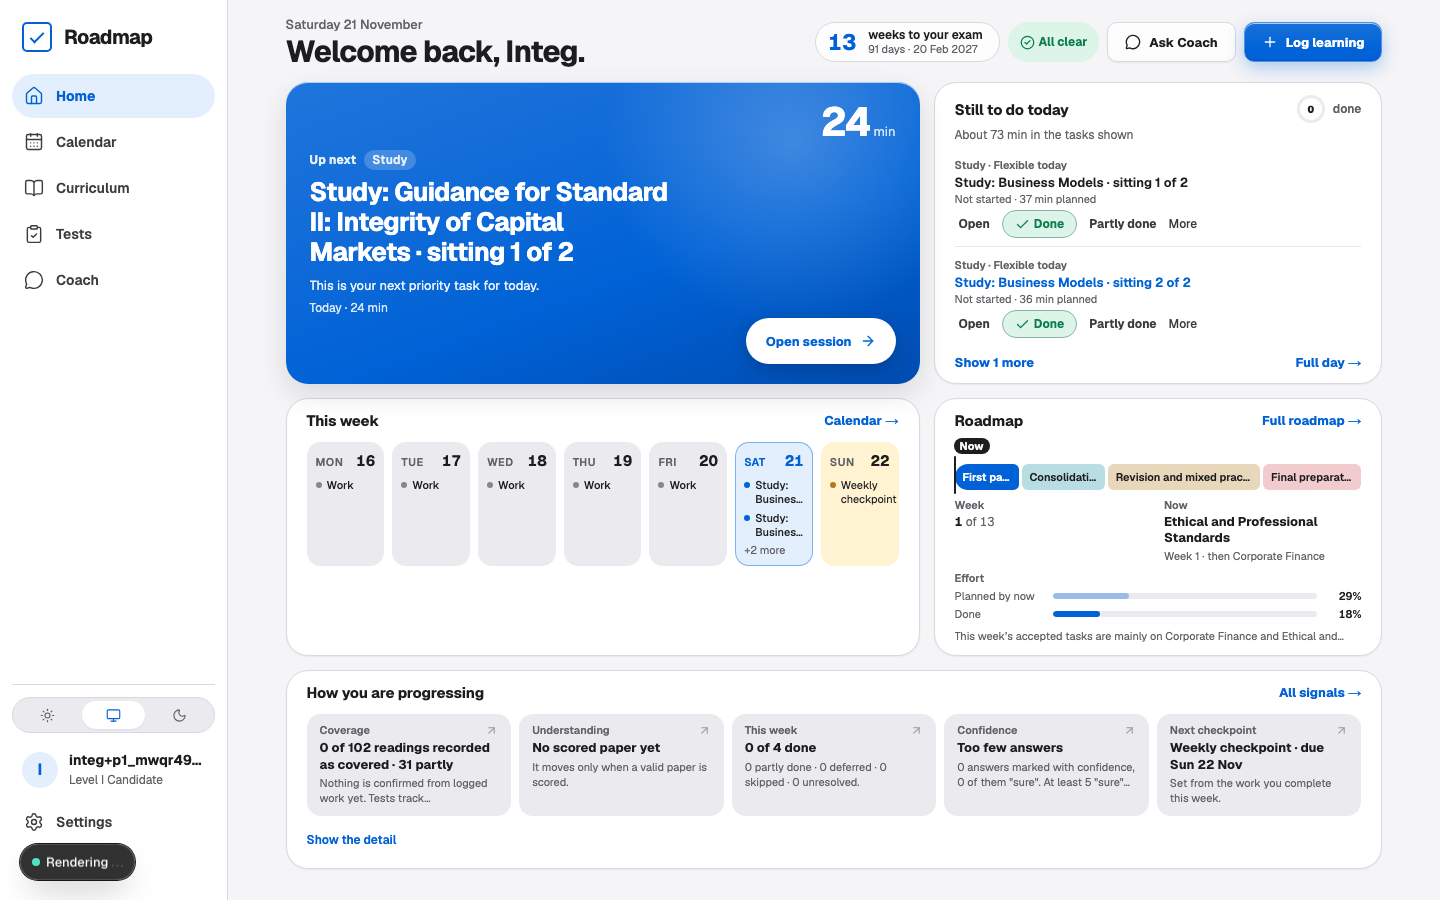 Roadmap
Home
Calendar
Curriculum
Tests
Coach
I
integ+p1_mwqr49...
Level I Candidate
Settings
Rendering...
Saturday 21 November
Welcome back, Integ.
13
weeks to your exam
91 days · 20 Feb 2027
All clear
Ask Coach
Log learning
24 min
Up next
Study
Study: Guidance for Standard
II: Integrity of Capital
Markets · sitting 1 of 2
This is your next priority task for today.
Today · 24 min
Open session →
Still to do today
0 done
About 73 min in the tasks shown
Study · Flexible today
Study: Business Models · sitting 1 of 2
Not started · 37 min planned
Open Done Partly done More
Study · Flexible today
Study: Business Models · sitting 2 of 2
Not started · 36 min planned
Open Done Partly done More
Show 1 more
Full day →
This week
Calendar →
MON 16
Work
TUE 17
Work
WED 18
Work
THU 19
Work
FRI 20
Work
SAT 21
Study:
Busines...
Study:
Busines...
+2 more
SUN 22
Weekly
checkpoint
Roadmap
Full roadmap →
Now
First pa...
Consolidati...
Revision and mixed prac...
Final preparat...
Week
1 of 13
Now
Ethical and Professional
Standards
Week 1 · then Corporate Finance
Effort
Planned by now 29%
Done 18%
This week's accepted tasks are mainly on Corporate Finance and Ethical and...
How you are progressing
All signals →
Coverage
0 of 102 readings recorded
as covered · 31 partly
Nothing is confirmed from logged
work yet. Tests track...
Understanding
No scored paper yet
It moves only when a valid paper is
scored.
This week
0 of 4 done
0 partly done · 0 deferred · 0
skipped · 0 unresolved.
Confidence
Too few answers
0 answers marked with confidence,
0 of them "sure". At least 5 "sure"...
Next checkpoint
Weekly checkpoint · due
Sun 22 Nov
Set from the work you complete
this week.
Show the detail